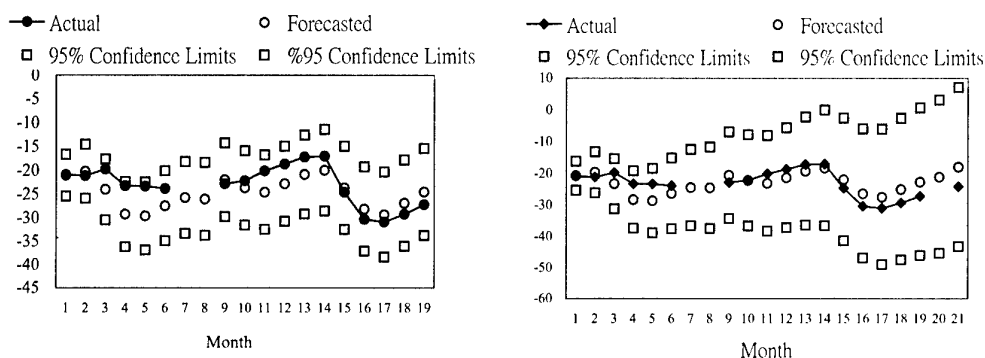 Actual Forecasted
95% Confidence Limits %95 Confidence Limits
0
-5
-10
-15
-20
-25
-30
-35
-40
-45
1 2 3 4 5 6 7 8 9 10 11 12 13 14 15 16 17 18 19
Month
Actual Forecasted
95% Confidence Limits 95% Confidence Limits
10
0
-10
-20
-30
-40
-50
-60
1 2 3 4 5 6 7 8 9 10 11 12 13 14 15 16 17 18 19 20 21
Month